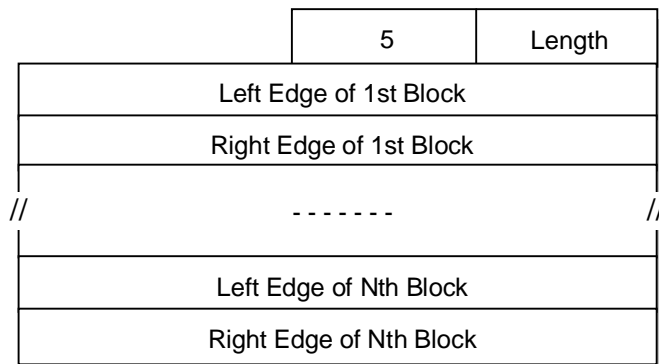 5 Length
Left Edge of 1st Block
Right Edge of 1st Block
// - - - - - - - //
Left Edge of Nth Block
Right Edge of Nth Block